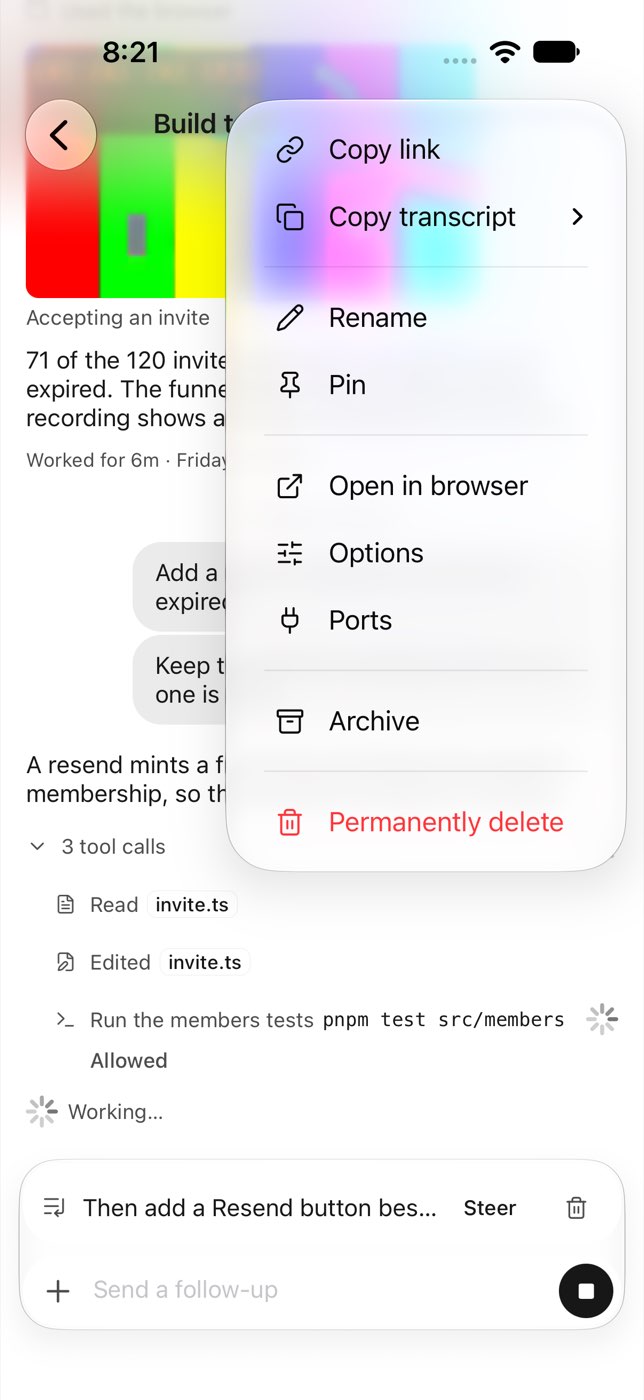 8:21
Build t
Copy link
Copy transcript
Rename
Pin
Open in browser
Options
Ports
Archive
Permanently delete
Accepting an invite
71 of the 120 invite
expired. The funne
recording shows a
Worked for 6m · Friday
Add a
expired
Keep t
one is
A resend mints a f
membership, so th
3 tool calls
Read invite.ts
Edited invite.ts
Run the members tests pnpm test src/members
Allowed
Working...
Then add a Resend button bes... Steer
Send a follow-up